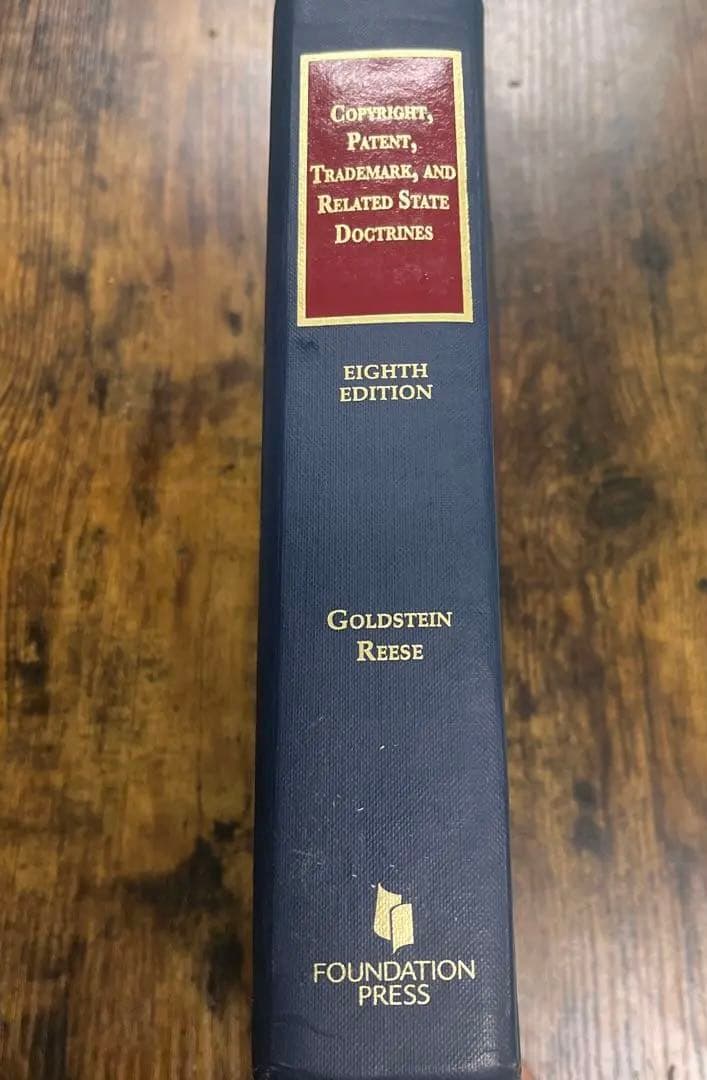 COPYRIGHT,
PATENT,
TRADEMARK, AND
RELATED STATE
DOCTRINES
EIGHTH
EDITION
GOLDSTEIN
REESE
FOUNDATION
PRESS